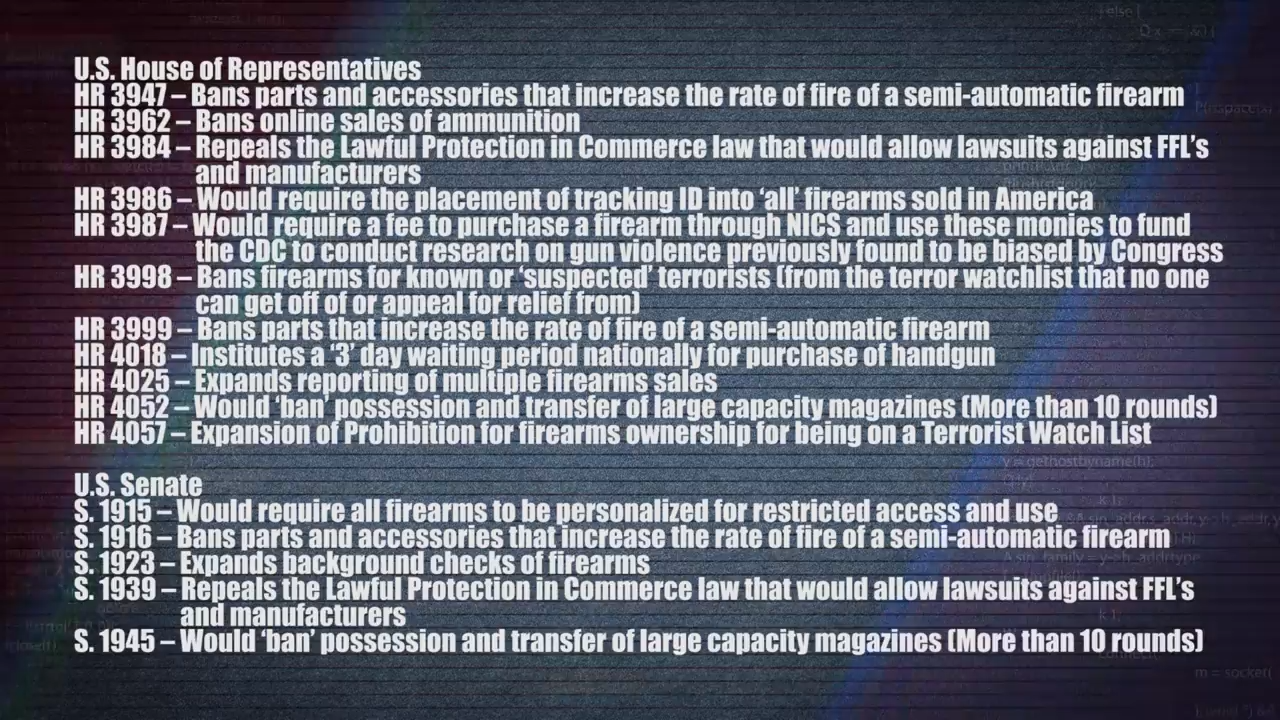 U.S. House of Representatives
HR 3947 – Bans parts and accessories that increase the rate of fire of a semi-automatic firearm
HR 3962 – Bans online sales of ammunition
HR 3984 – Repeals the Lawful Protection in Commerce law that would allow lawsuits against FFL's
and manufacturers
HR 3986 – Would require the placement of tracking ID into 'all' firearms sold in America
HR 3987 – Would require a fee to purchase a firearm through NICS and use these monies to fund
the CDC to conduct research on gun violence previously found to be biased by Congress
HR 3998 – Bans firearms for known or 'suspected' terrorists (from the terror watchlist that no one
can get off of or appeal for relief from)
HR 3999 – Bans parts that increase the rate of fire of a semi-automatic firearm
HR 4018 – Institutes a '3' day waiting period nationally for purchase of handgun
HR 4025 – Expands reporting of multiple firearms sales
HR 4052 – Would 'ban' possession and transfer of large capacity magazines (More than 10 rounds)
HR 4057 – Expansion of Prohibition for firearms ownership for being on a Terrorist Watch List
y = gethostbyname(h);
U.S. Senate
S. 1915 – Would require all firearms to be personalized for restricted access and use
S. 1916 – Bans parts and accessories that increase the rate of fire of a semi-automatic firearm
S. 1923 – Expands background checks of firearms
S. 1939 – Repeals the Lawful Protection in Commerce law that would allow lawsuits against FFL's
and manufacturers
S. 1945 – Would 'ban' possession and transfer of large capacity magazines (More than 10 rounds)
m = socket(